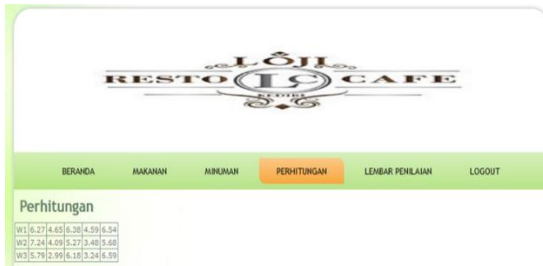 LÔJI
RESTO LC CAFE
KEDIRI
BERANDA MAKANAN MINUMAN PERHITUNGAN LEMBAR PENILAIAN LOGOUT
Perhitungan
W1 6.27 4.65 6.38 4.59 6.54
W2 7.24 4.09 5.27 3.48 5.68
W3 5.79 2.99 6.18 3.24 6.59